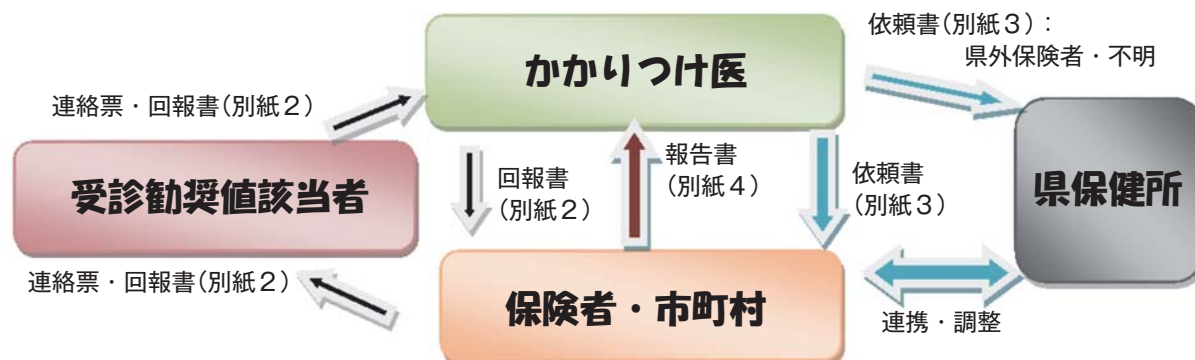 依頼書(別紙３)：
県外保険者・不明
かかりつけ医
連絡票・回報書(別紙２)
受診勧奨値該当者
回報書
(別紙２)
報告書
(別紙４)
依頼書
(別紙３)
県保健所
連絡票・回報書(別紙２)
保険者・市町村
連携・調整